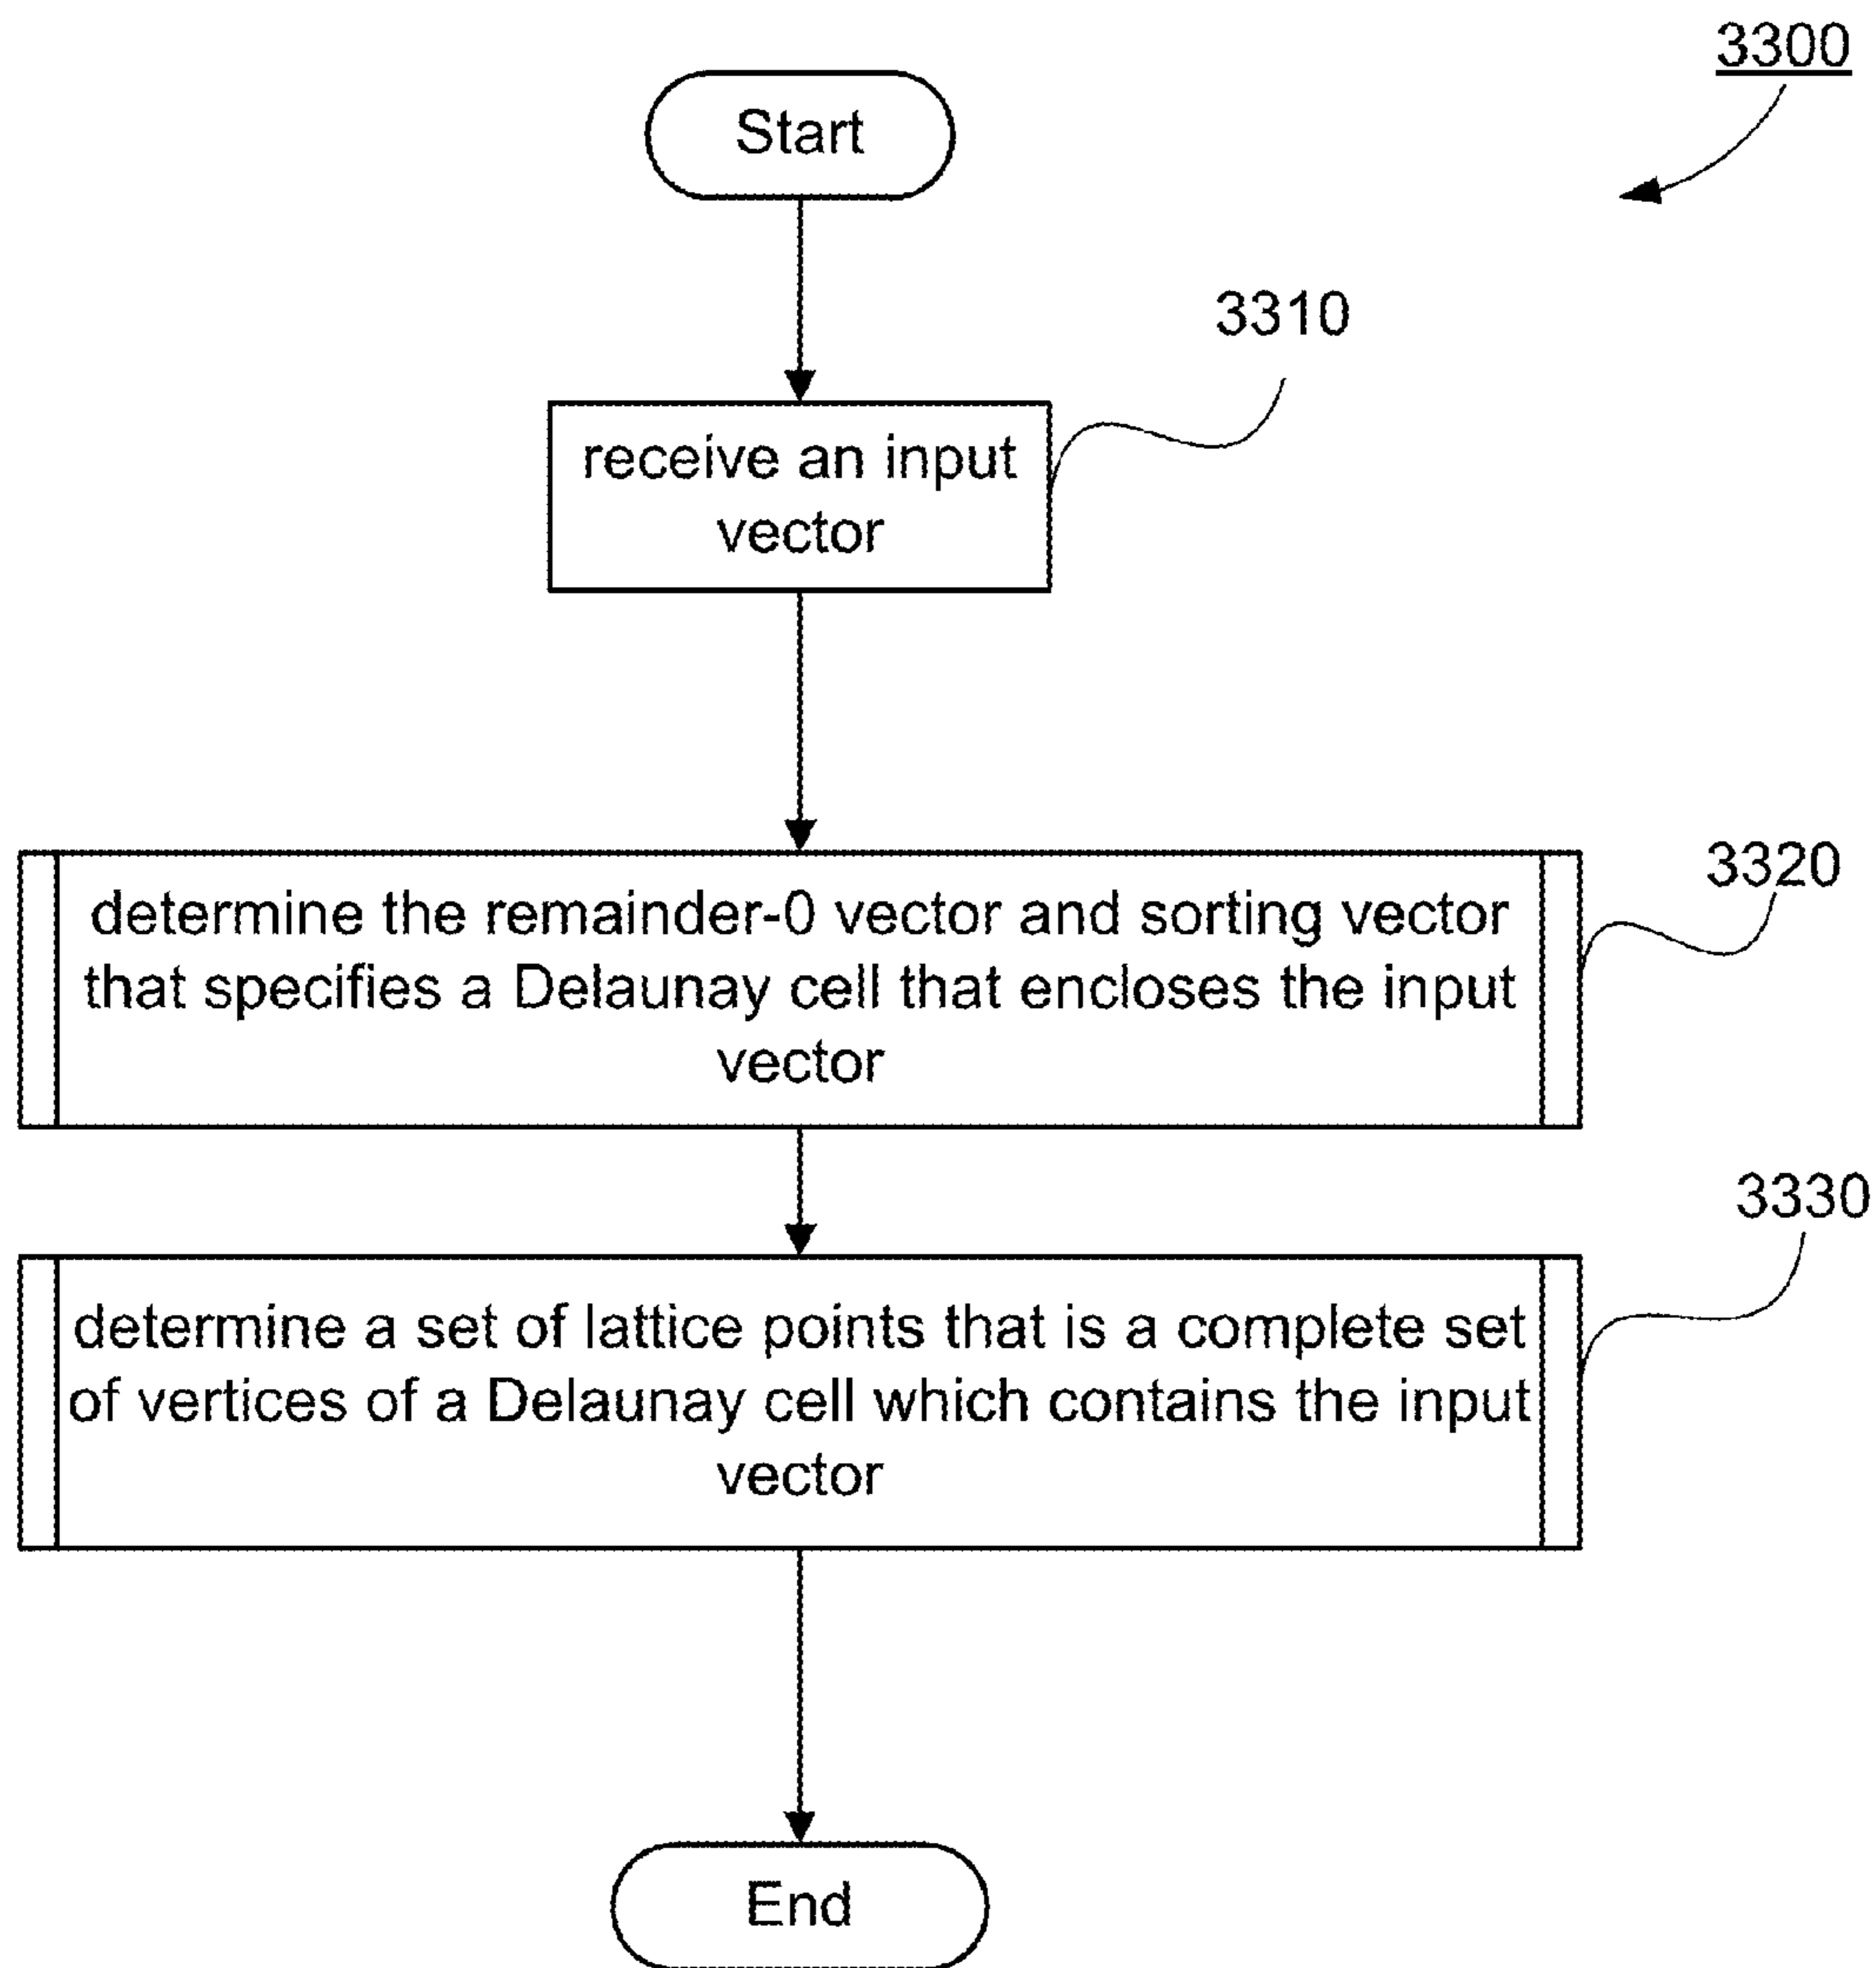 3300
Start
3310
receive an input
vector
3320
determine the remainder-0 vector and sorting vector
that specifies a Delaunay cell that encloses the input
vector
3330
determine a set of lattice points that is a complete set
of vertices of a Delaunay cell which contains the input
vector
End